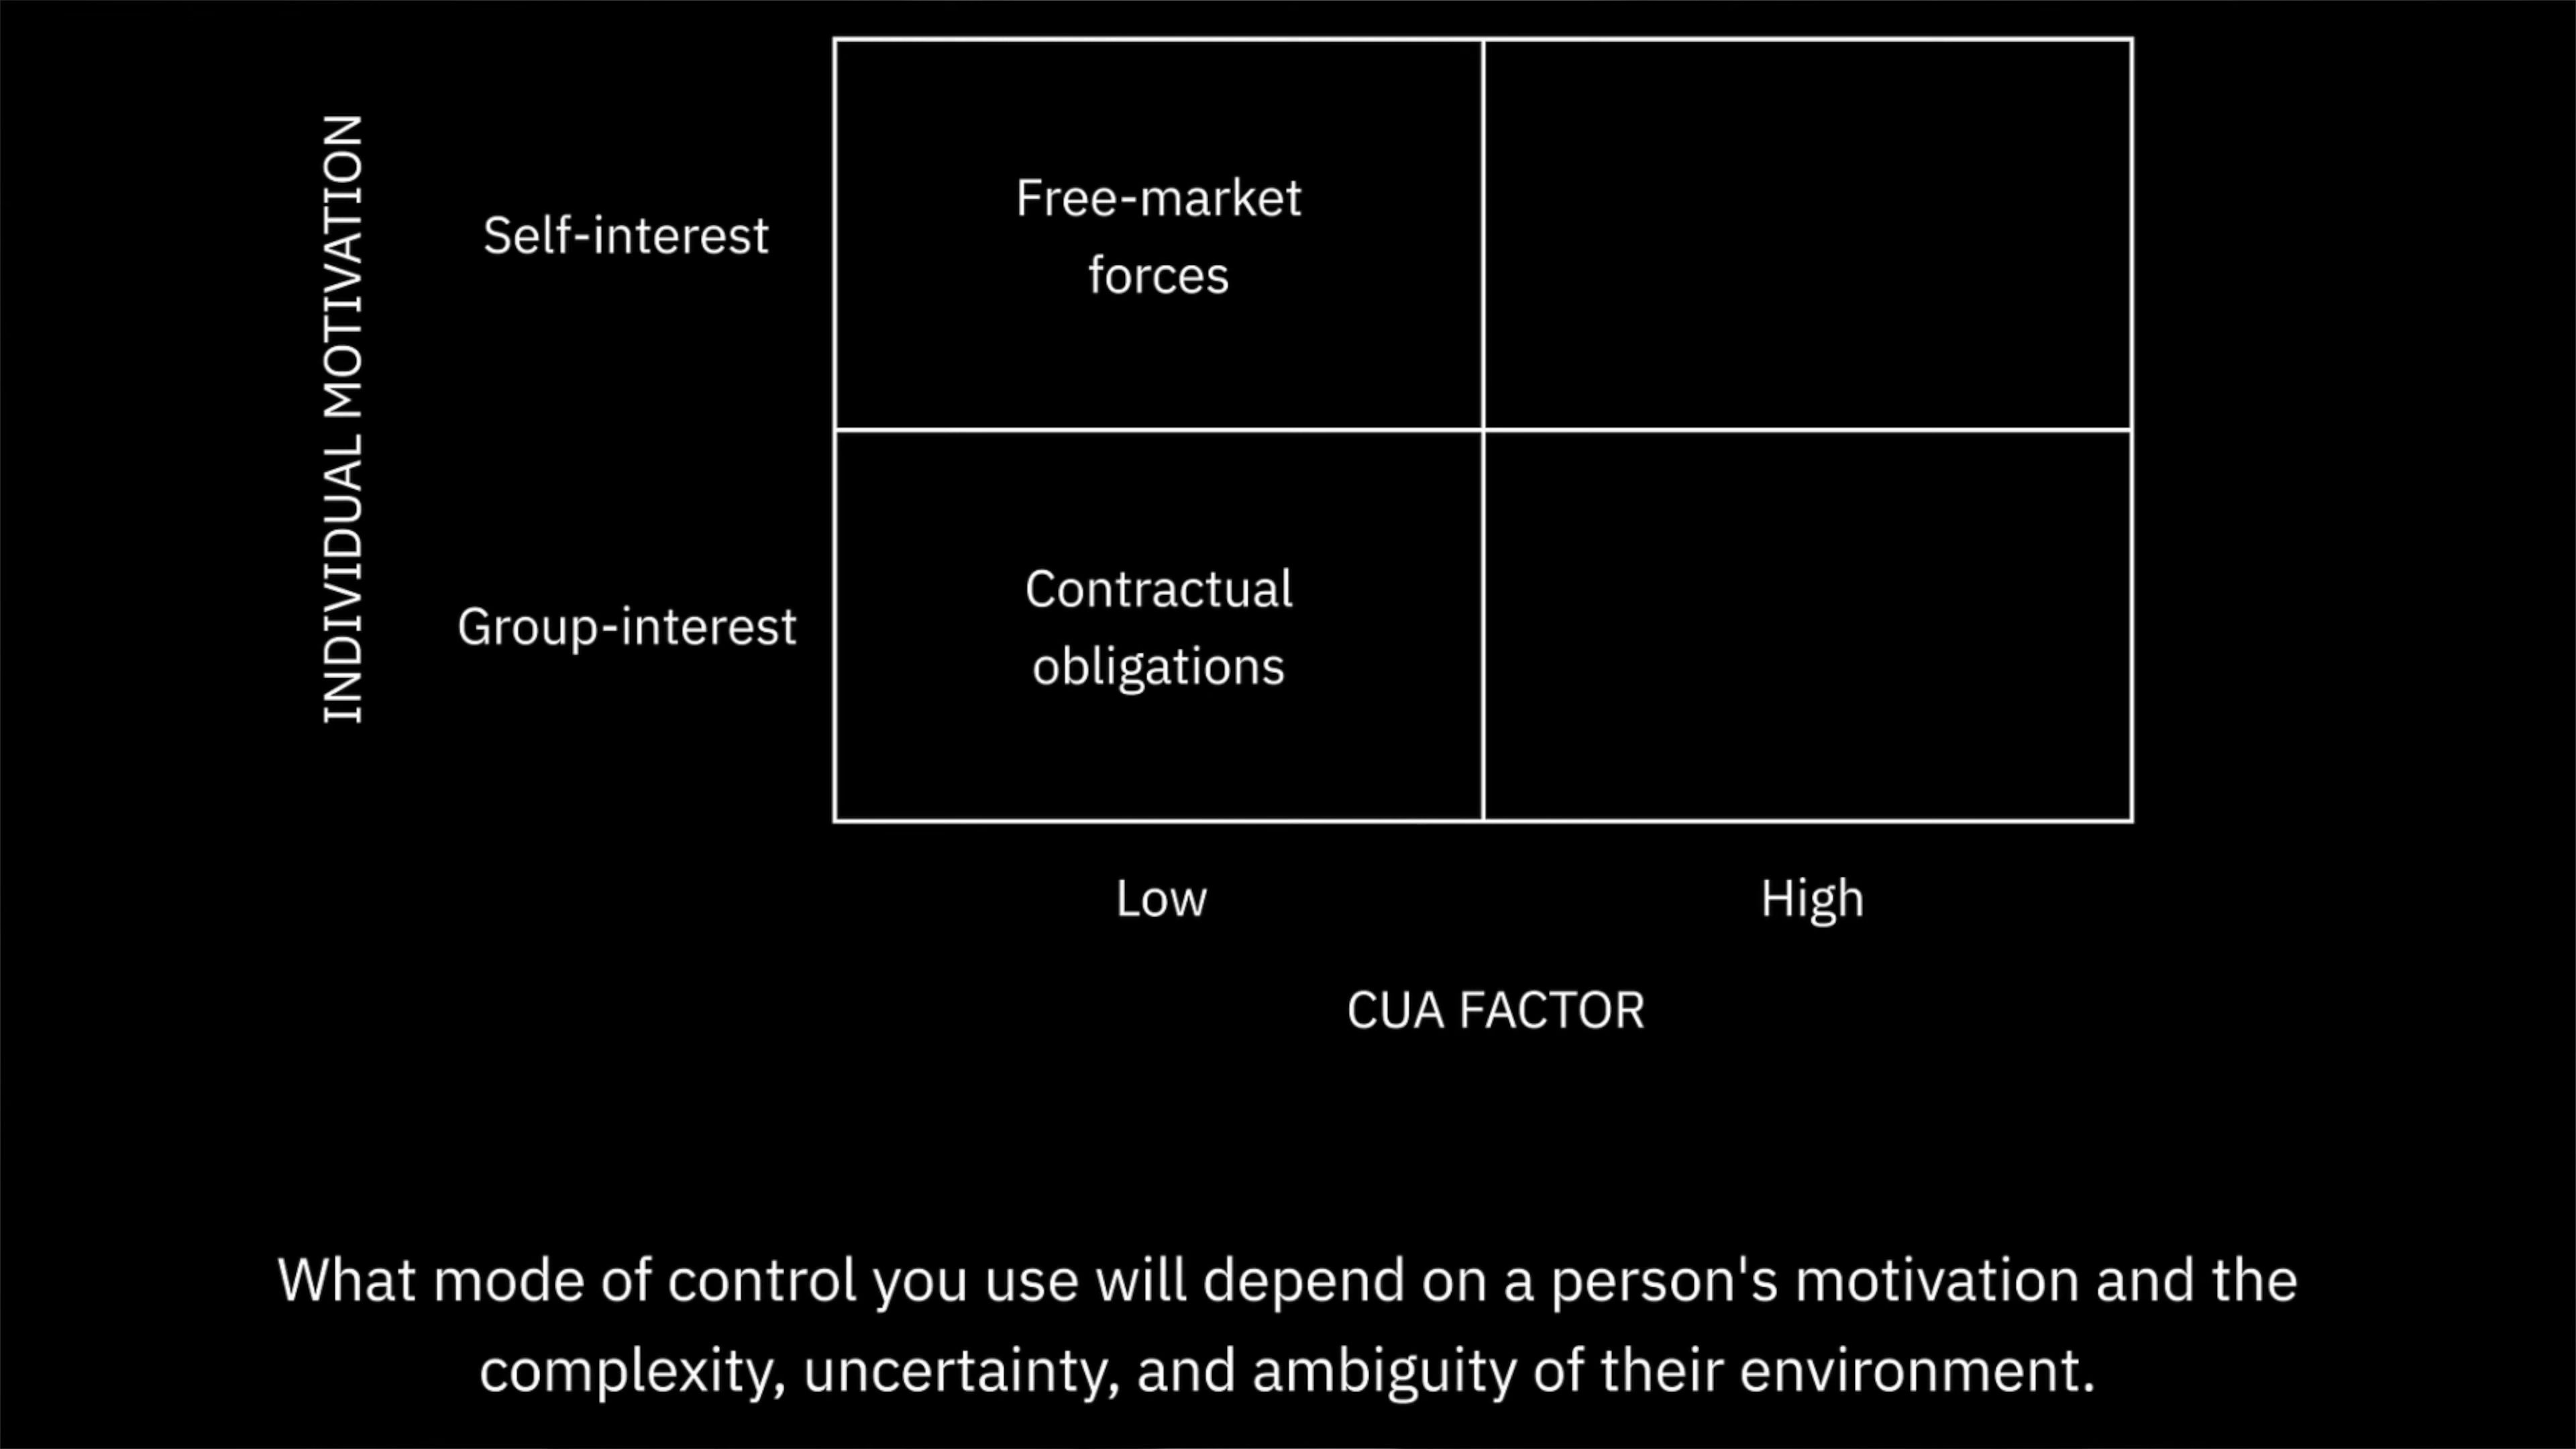 INDIVIDUAL MOTIVATION
Self-interest
Free-market
forces
Group-interest
Contractual
obligations
Low
High
CUA FACTOR
What mode of control you use will depend on a person's motivation and the
complexity, uncertainty, and ambiguity of their environment.